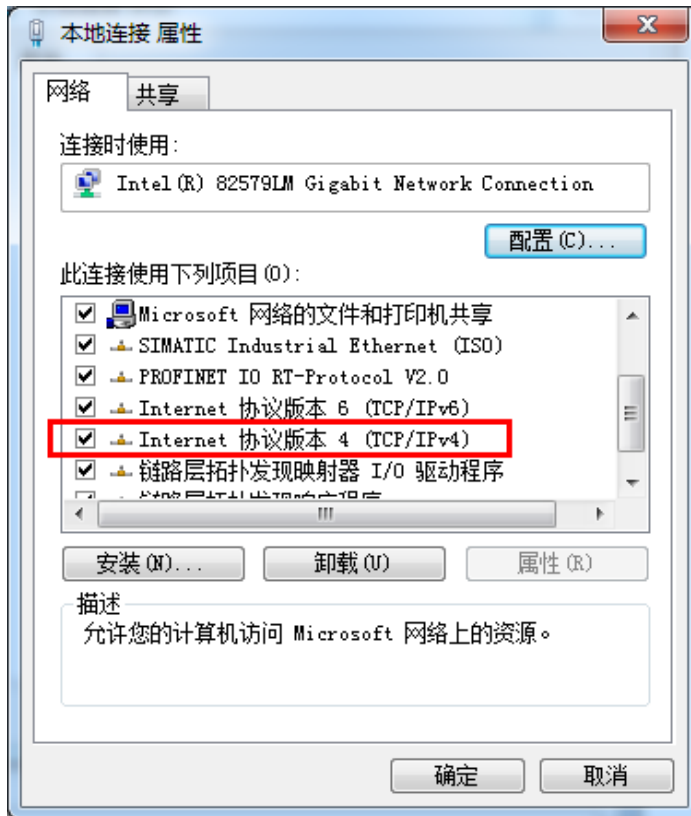 本地连接 属性
网络
共享
连接时使用:
Intel(R) 82579LM Gigabit Network Connection
配置(C)...
此连接使用下列项目(O):
Microsoft 网络的文件和打印机共享
SIMATIC Industrial Ethernet (ISO)
PROFINET IO RT-Protocol V2.0
Internet 协议版本 6 (TCP/IPv6)
Internet 协议版本 4 (TCP/IPv4)
链路层拓扑发现映射器 I/O 驱动程序
安装(N)...
卸载(U)
属性(R)
描述
允许您的计算机访问 Microsoft 网络上的资源。
确定
取消